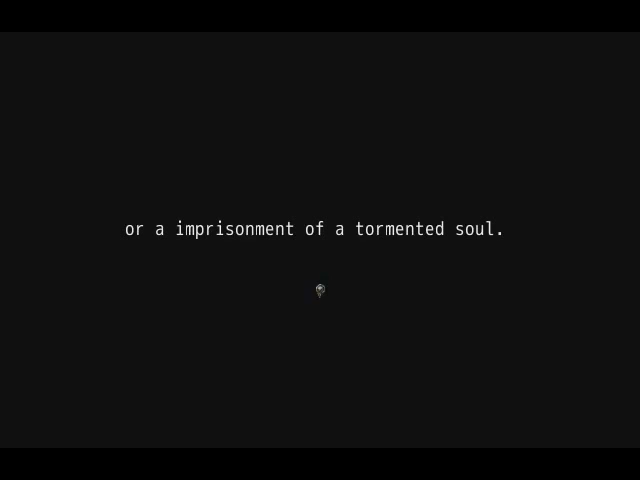 or a imprisonment of a tormented soul.